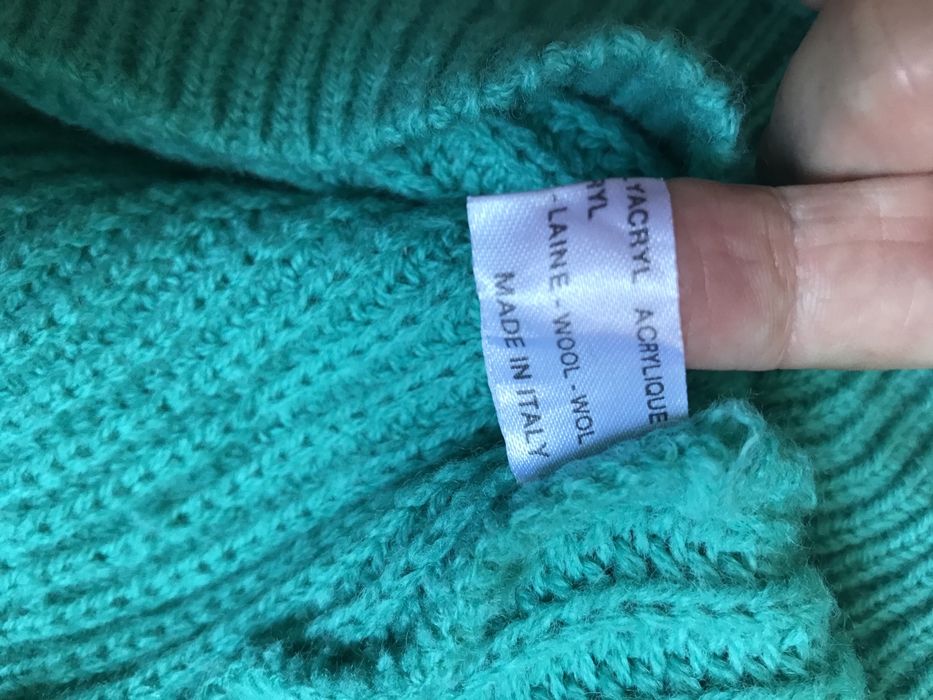 YACRYL ACRYLIQUE
RYL
- LAINE - WOOL - WOL
MADE IN ITALY